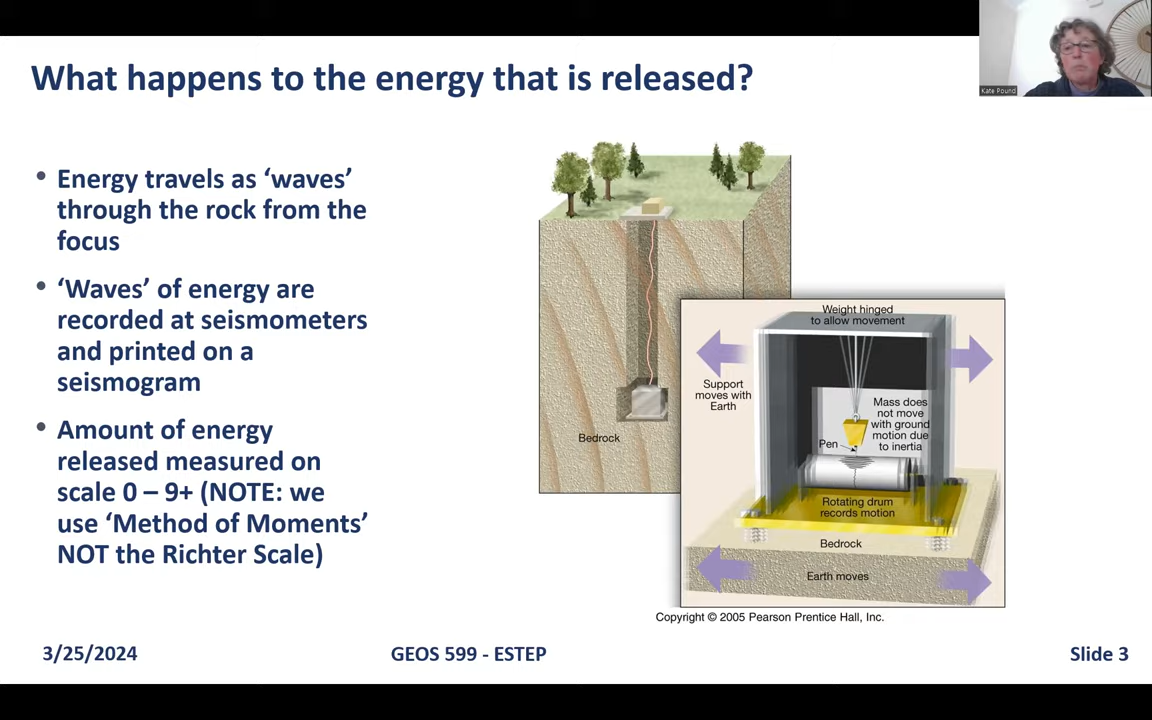 What happens to the energy that is released?
Kate Pound
• Energy travels as ‘waves’
through the rock from the
focus
• ‘Waves’ of energy are
recorded at seismometers
and printed on a
seismogram
• Amount of energy
released measured on
scale 0 – 9+ (NOTE: we
use ‘Method of Moments’
NOT the Richter Scale)
Bedrock
Weight hinged
to allow movement
Support
moves with
Earth
Mass does
not move
with ground
motion due
to inertia
Pen
Rotating drum
records motion
Bedrock
Earth moves
Copyright © 2005 Pearson Prentice Hall, Inc.
3/25/2024
GEOS 599 - ESTEP
Slide 3